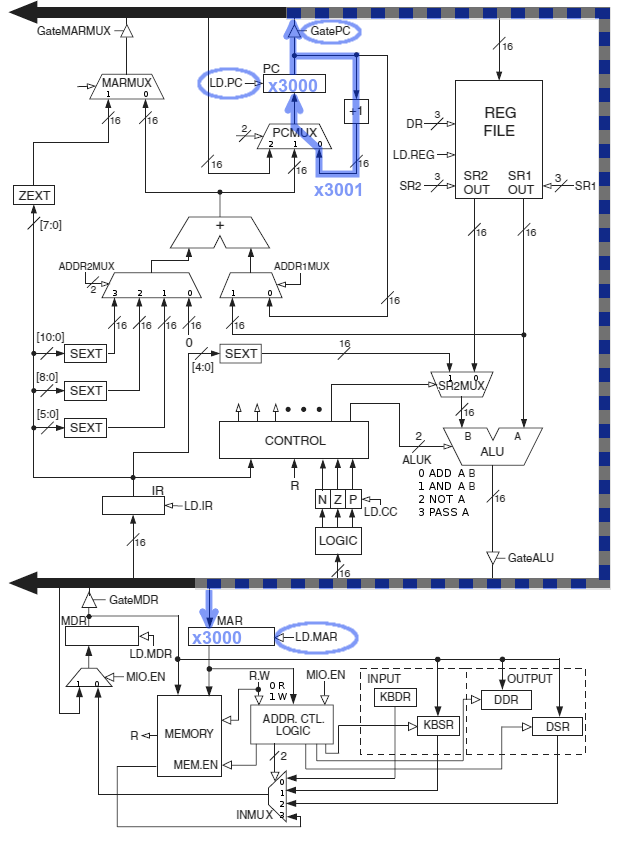 GateMARMUX
GatePC
16
MARMUX
1 0
16
16
2
16
LD.PC
PC
x3000
+1
PCMUX
2 1 0
16
16
x3001
REG
FILE
DR
3
LD.REG
SR2
3
SR2
OUT
SR1
OUT
3
SR1
16
16
ZEXT
[7:0]
+
ADDR2MUX
2
3 2 1 0
ADDR1MUX
1 0
16
16
16
16
0
16
16
[10:0]
SEXT
[8:0]
SEXT
[5:0]
SEXT
[4:0]
SEXT
16
1 0
SR2MUX
16
CONTROL
2
ALUK
B A
ALU
0 ADD A B
1 AND A B
2 NOT A
3 PASS A
16
GateALU
IR
LD.IR
16
R
N Z P
LD.CC
LOGIC
16
GateMDR
MDR
LD.MDR
MIO.EN
1 0
MAR
x3000
LD.MAR
R
MEMORY
MEM.EN
R.W
0 R
1 W
MIO.EN
ADDR. CTL.
LOGIC
2
INPUT
KBDR
KBSR
OUTPUT
DDR
DSR
INMUX
0
1
2
3